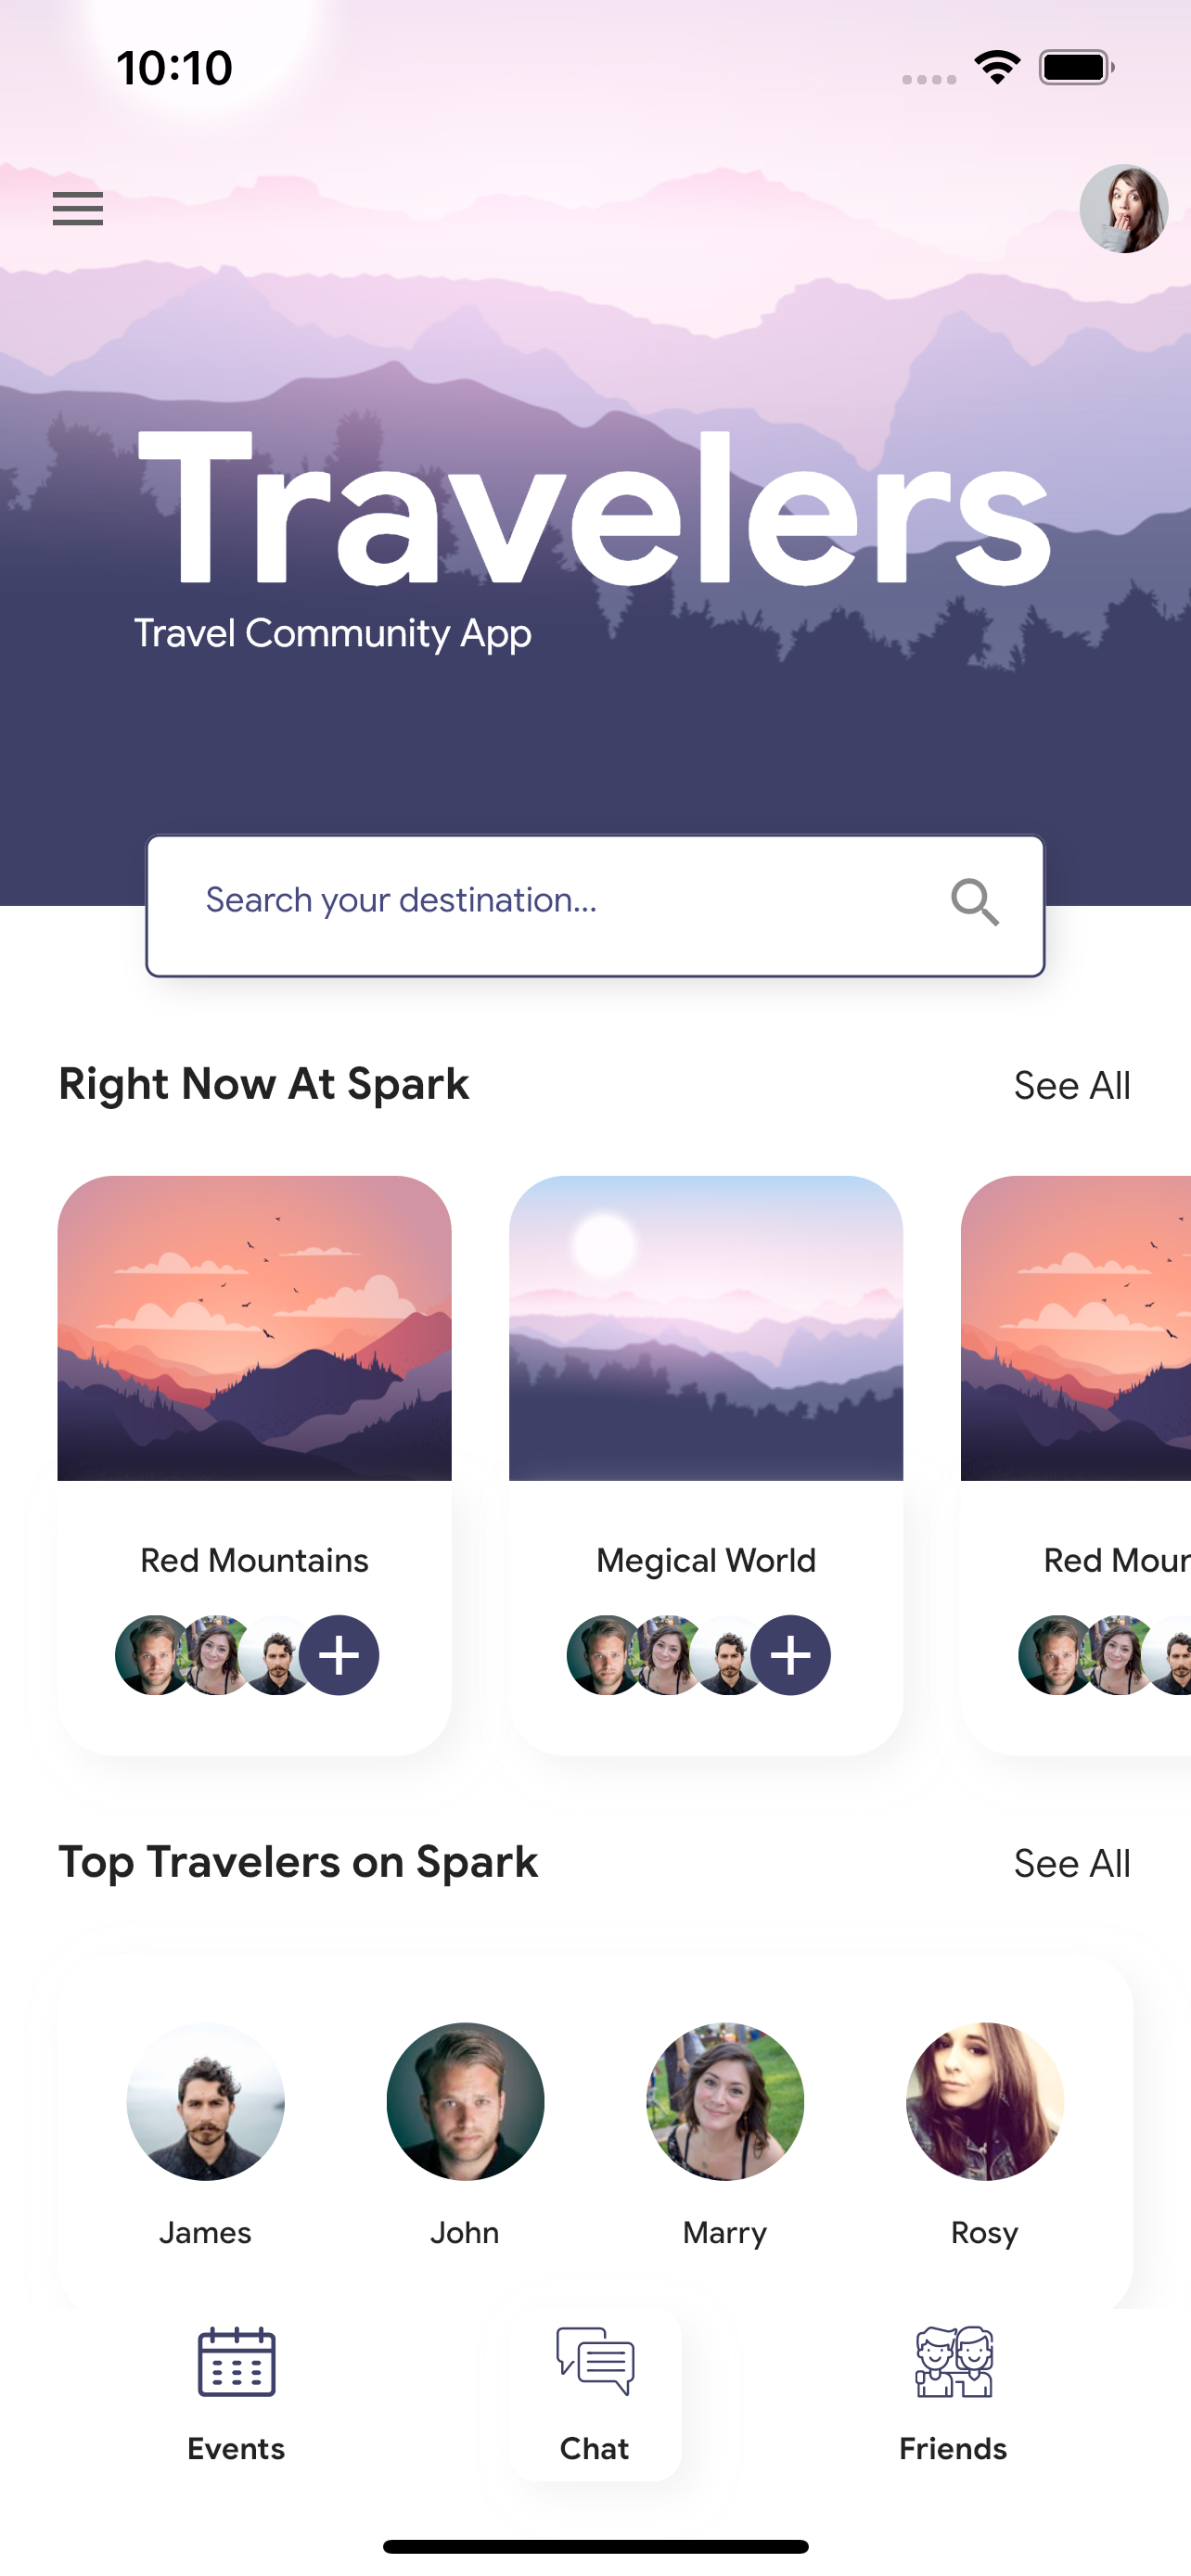 10:10
Travelers
Travel Community App
Search your destination...
Right Now At Spark
See All
Red Mountains
Megical World
Red Moun
Top Travelers on Spark
See All
James
John
Marry
Rosy
Events
Chat
Friends